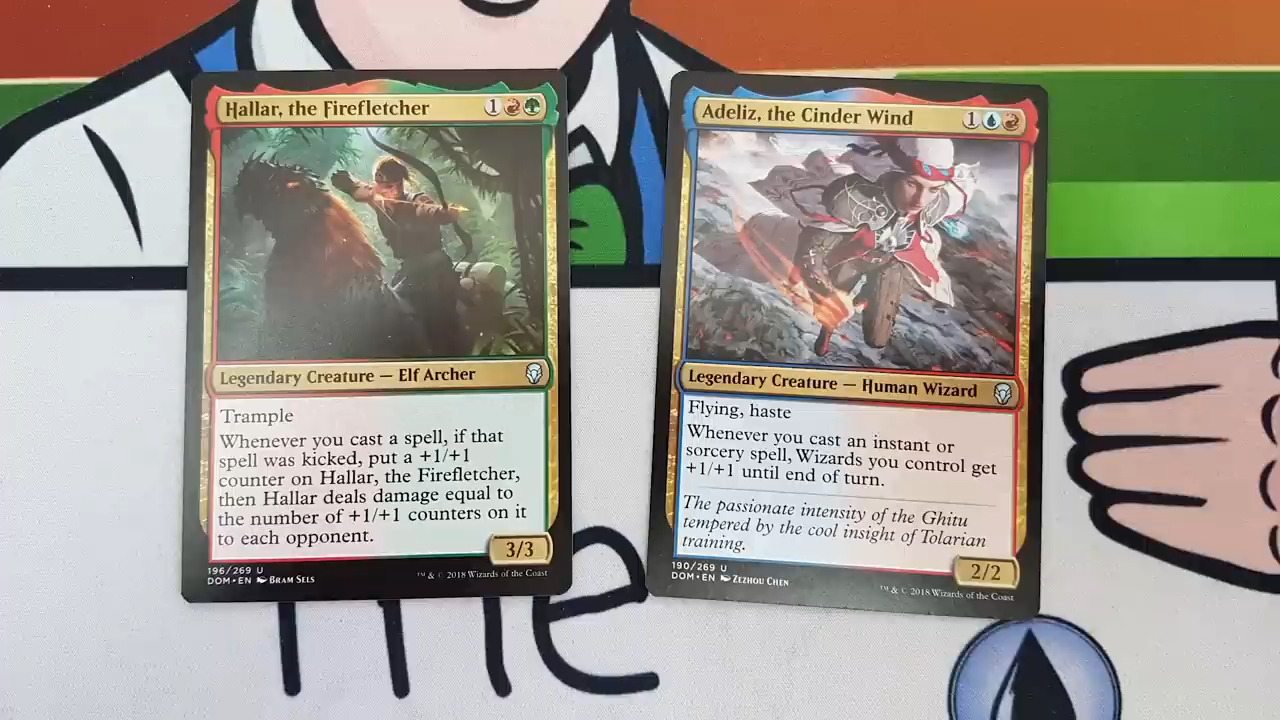 Hallar, the Firefletcher 1
Legendary Creature — Elf Archer
Trample
Whenever you cast a spell, if that
spell was kicked, put a +1/+1
counter on Hallar, the Firefletcher,
then Hallar deals damage equal to
the number of +1/+1 counters on it
to each opponent.
3/3
196/269 U
DOM • EN Bram Sels
™ & © 2018 Wizards of the Coast
Adeliz, the Cinder Wind 1
Legendary Creature — Human Wizard
Flying, haste
Whenever you cast an instant or
sorcery spell, Wizards you control get
+1/+1 until end of turn.
The passionate intensity of the Ghitu
tempered by the cool insight of Tolarian
training.
2/2
190/269 U
DOM • EN Zezhou Chen
™ & © 2018 Wizards of the Coast
The